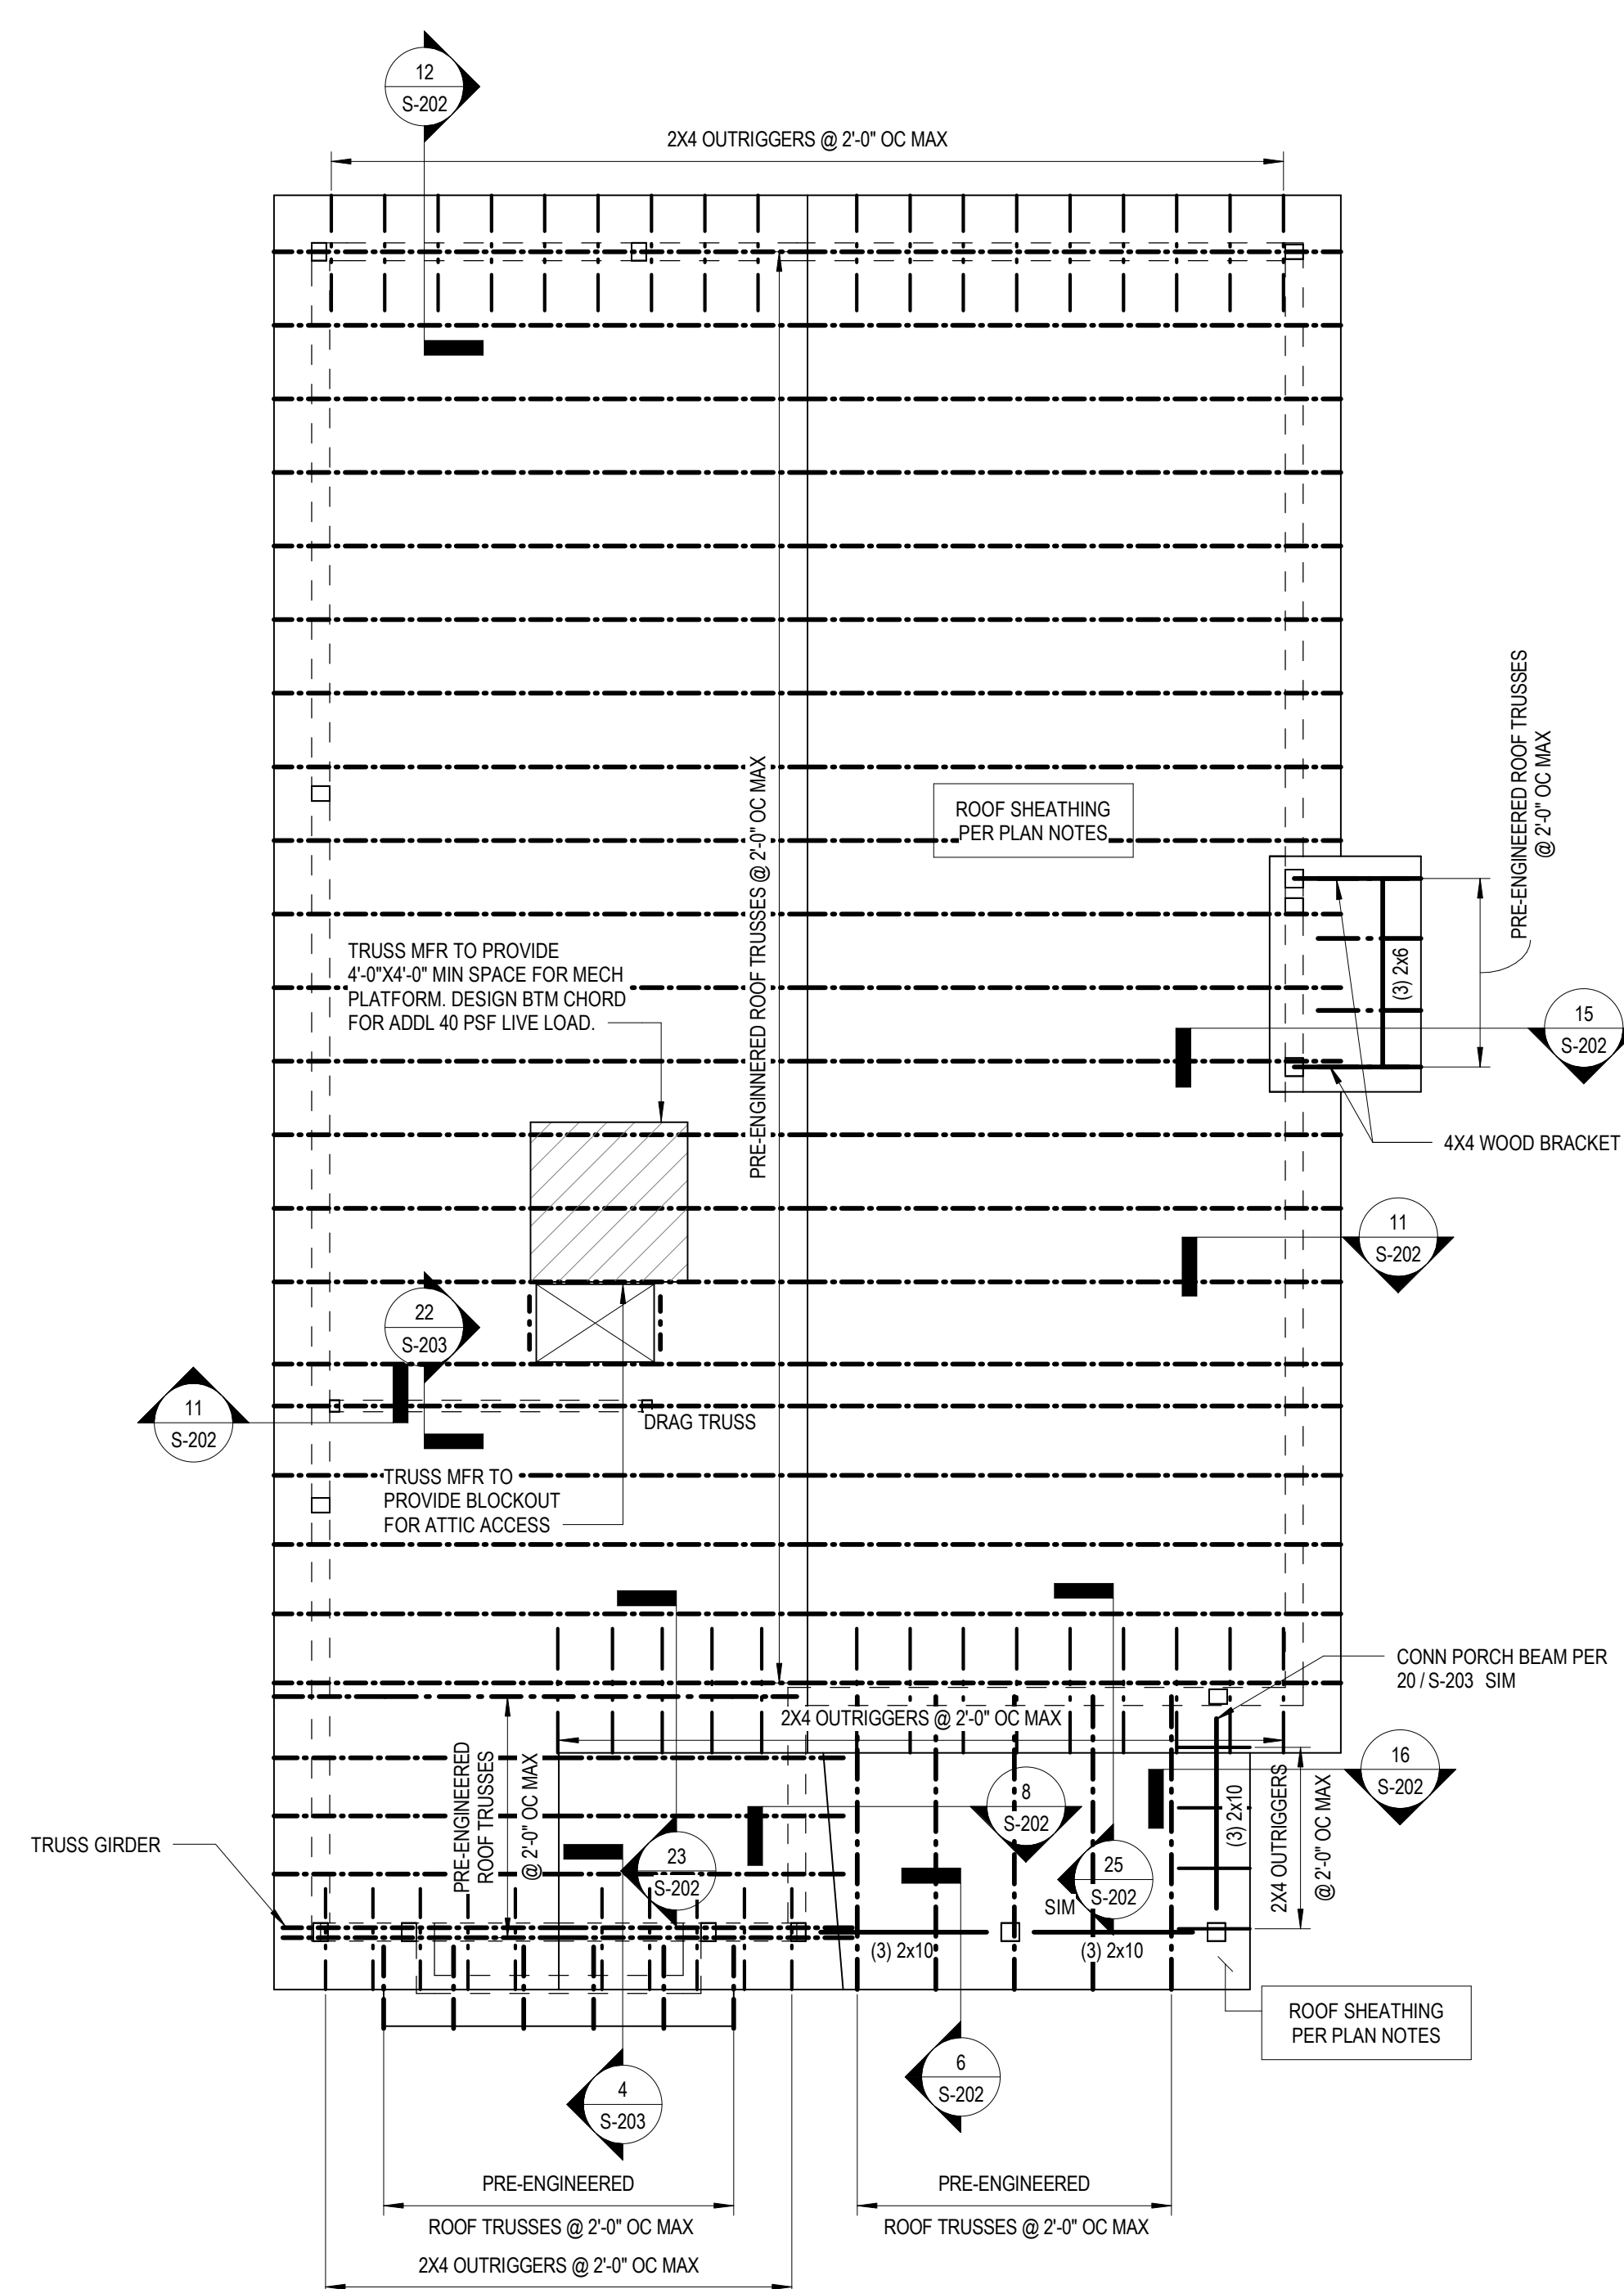 12
S-202
2X4 OUTRIGGERS @ 2'-0" OC MAX
PRE-ENGINNERED ROOF TRUSSES @ 2'-0" OC MAX
ROOF SHEATHING
PER PLAN NOTES
PRE-ENGINEERED ROOF TRUSSES
@ 2'-0" OC MAX
(3) 2x6
TRUSS MFR TO PROVIDE
4'-0"X4'-0" MIN SPACE FOR MECH
PLATFORM. DESIGN BTM CHORD
FOR ADDL 40 PSF LIVE LOAD.
15
S-202
4X4 WOOD BRACKET
11
S-202
22
S-203
11
S-202
DRAG TRUSS
TRUSS MFR TO
PROVIDE BLOCKOUT
FOR ATTIC ACCESS
CONN PORCH BEAM PER
20 / S-203 SIM
2X4 OUTRIGGERS @ 2'-0" OC MAX
PRE-ENGINEERED
ROOF TRUSSES
@ 2'-0" OC MAX
16
S-202
8
S-202
(3) 2x10
2X4 OUTRIGGERS
@ 2'-0" OC MAX
TRUSS GIRDER
23
S-202
25
S-202
SIM
(3) 2x10
(3) 2x10
ROOF SHEATHING
PER PLAN NOTES
6
S-202
4
S-203
PRE-ENGINEERED
ROOF TRUSSES @ 2'-0" OC MAX
PRE-ENGINEERED
ROOF TRUSSES @ 2'-0" OC MAX
2X4 OUTRIGGERS @ 2'-0" OC MAX